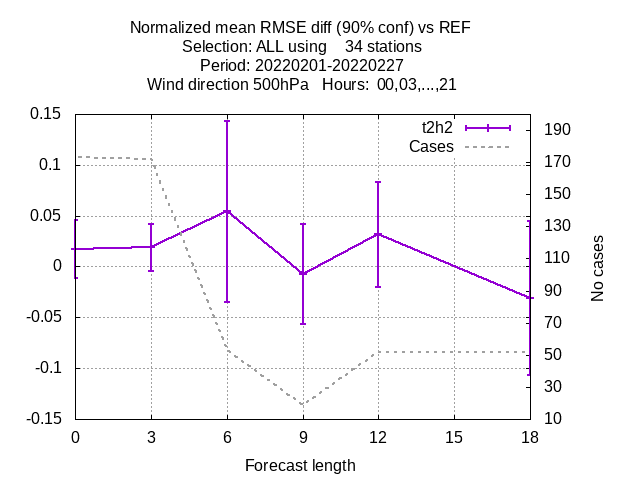 Normalized mean RMSE diff (90% conf) vs REF
Selection: ALL using    34 stations
Period: 20220201-20220227
Wind direction 500hPa   Hours:  00,03,...,21
t2h2
Cases
0.15
0.1
0.05
0
-0.05
-0.1
-0.15
190
170
150
130
110
90
70
50
30
10
No cases
0 3 6 9 12 15 18
Forecast length